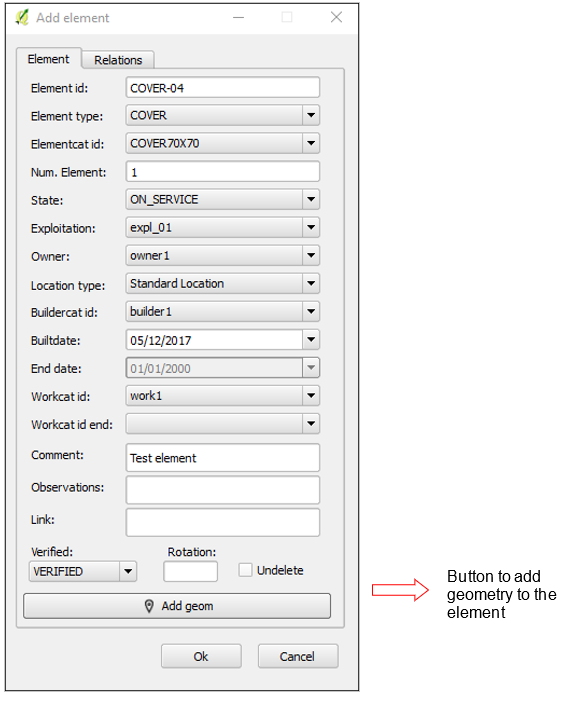 Add element
Element Relations
Element id: COVER-04
Element type: COVER
Elementcat id: COVER70X70
Num. Element: 1
State: ON_SERVICE
Exploitation: expl_01
Owner: owner1
Location type: Standard Location
Buildercat id: builder1
Builtdate: 05/12/2017
End date: 01/01/2000
Workcat id: work1
Workcat id end:
Comment: Test element
Observations:
Link:
Verified: Rotation:
VERIFIED Undelete
Add geom
Ok Cancel
Button to add
geometry to the
element